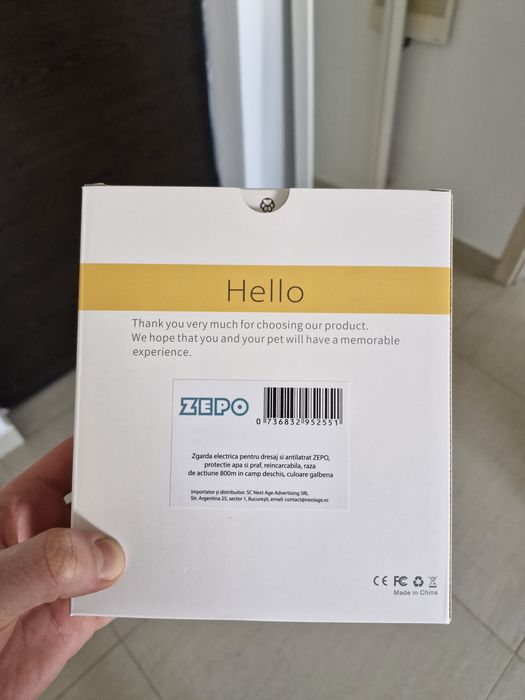 Hello
Thank you very much for choosing our product.
We hope that you and your pet will have a memorable
experience.
ZEPO
0 736832 952551
Zgarda electrica pentru dresaj si antilatrat ZEPO,
protectie apa si praf, reincarcabila, raza
de actiune 800m in camp deschis, culoare galbena
Importator și distribuitor: SC Next Age Advertising SRL
Str. Argentina 25, sector 1, București, email: contact@nextage.ro
CE FC
Made in China